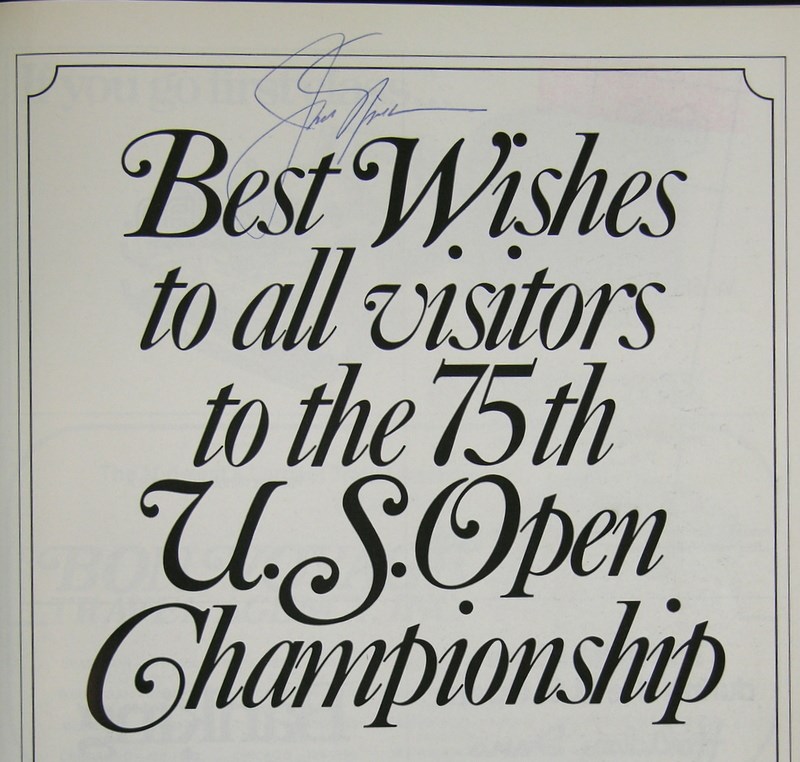 Best Wishes
to all visitors
to the 75th
U.S. Open
Championship